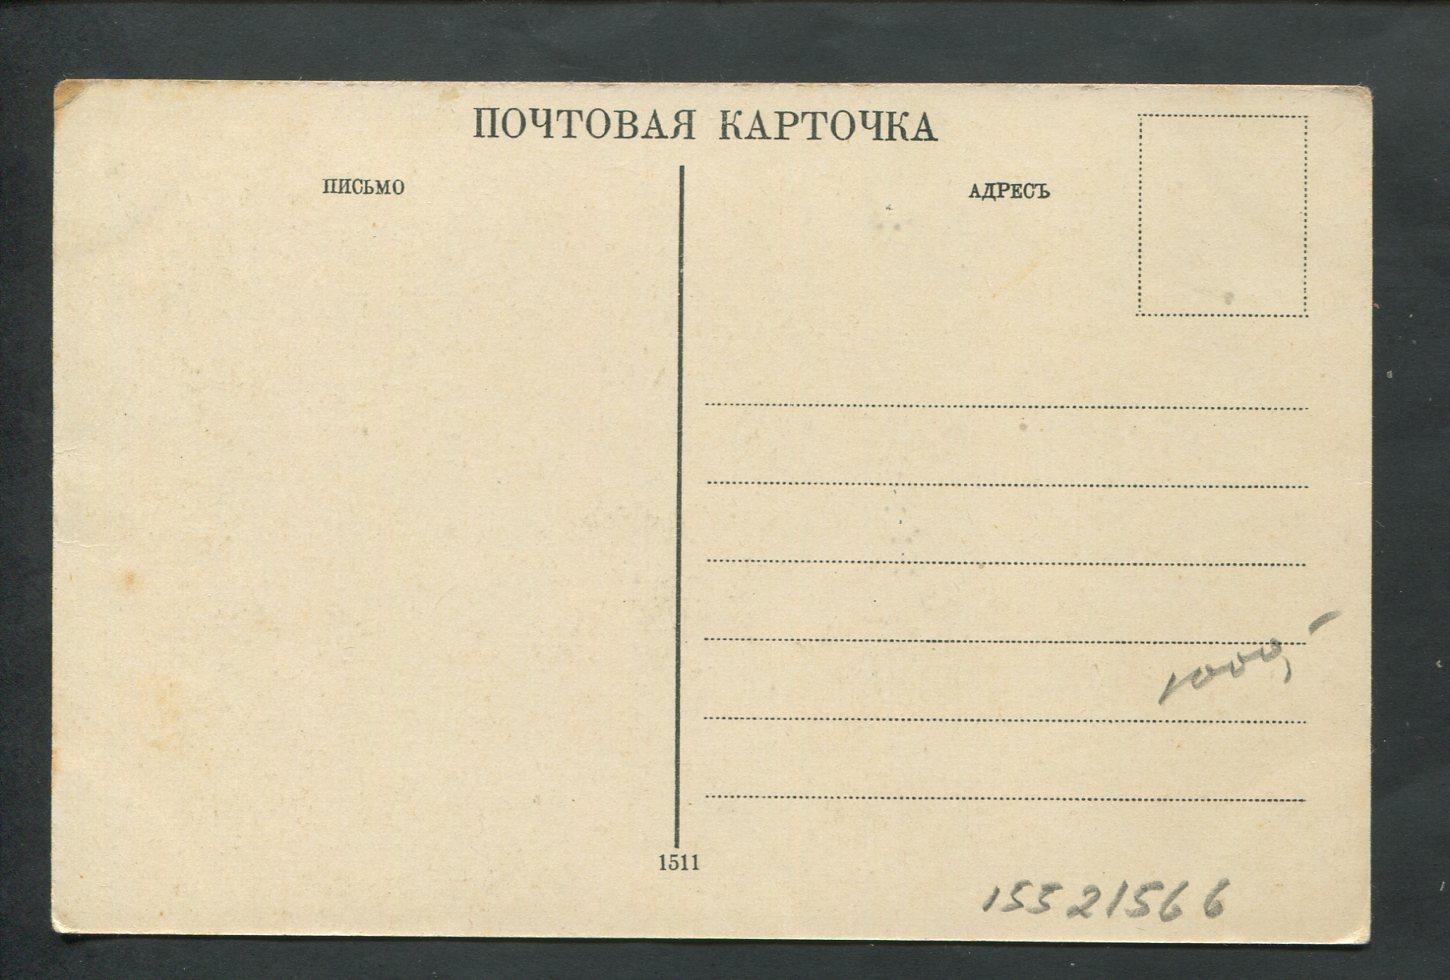 ПОЧТОВАЯ КАРТОЧКА
ПИСЬМО
АДРЕСЪ
1000,-
1511
15521566